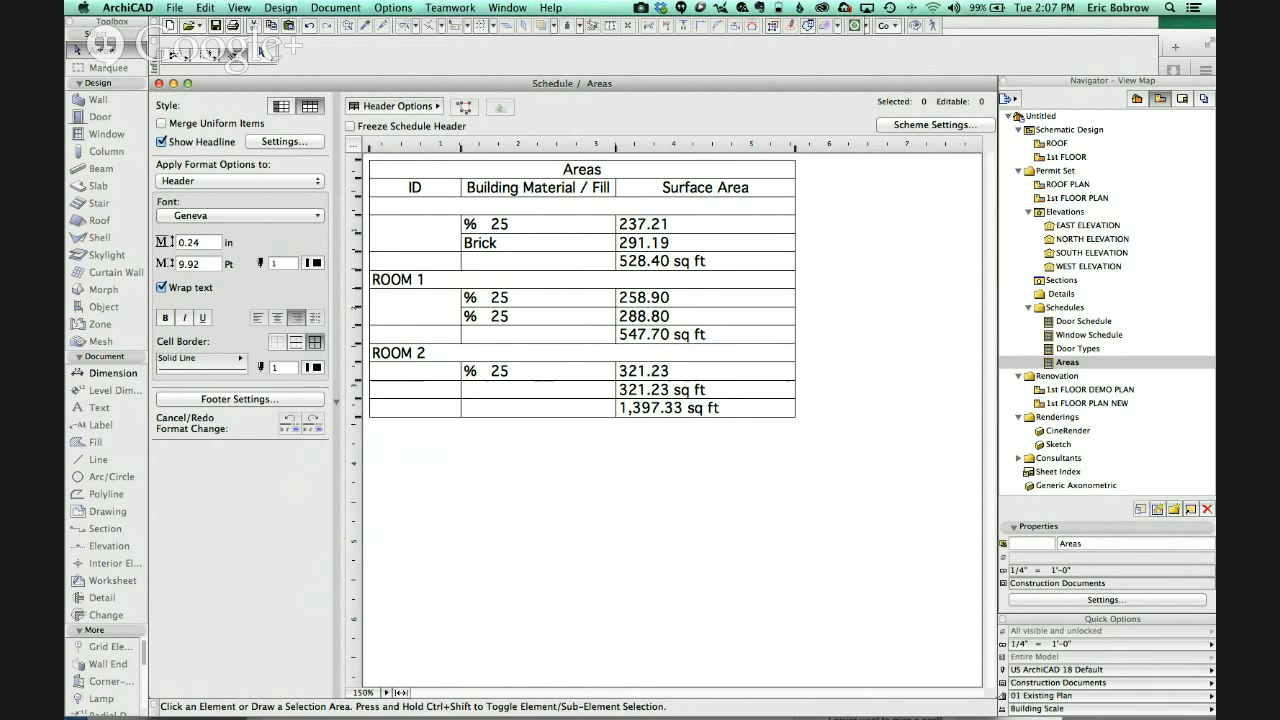 ArchiCAD File Edit View Design Document Options Teamwork Window Help 99% Tue 2:07 PM Eric Bobrow
Toolbox
Google+
Marquee
Design
Wall
Door
Window
Column
Beam
Slab
Stair
Roof
Shell
Skylight
Curtain Wall
Morph
Object
Zone
Mesh
Document
Dimension
Level Dim...
Text
Label
Fill
Line
Arc/Circle
Polyline
Drawing
Section
Elevation
Interior El...
Worksheet
Detail
Change
More
Grid Ele...
Wall End
Corner-...
Lamp
Schedule / Areas
Style:
Merge Uniform Items
Show Headline Settings...
Apply Format Options to:
Header
Font:
Geneva
0.24 in
9.92 Pt 1
Wrap text
B I U
Cell Border:
Solid Line 1
Footer Settings...
Cancel/Redo
Format Change:
Header Options
Selected: 0 Editable: 0
Freeze Schedule Header
Scheme Settings...
1 2 3 4 5 6 7
Areas
ID Building Material / Fill Surface Area
% 25 237.21
Brick 291.19
528.40 sq ft
ROOM 1
% 25 258.90
% 25 288.80
547.70 sq ft
ROOM 2
% 25 321.23
321.23 sq ft
1,397.33 sq ft
150%
Click an Element or Draw a Selection Area. Press and Hold Ctrl+Shift to Toggle Element/Sub-Element Selection.
Navigator - View Map
Untitled
Schematic Design
ROOF
1st FLOOR
Permit Set
ROOF PLAN
1st FLOOR PLAN
Elevations
EAST ELEVATION
NORTH ELEVATION
SOUTH ELEVATION
WEST ELEVATION
Sections
Details
Schedules
Door Schedule
Window Schedule
Door Types
Areas
Renovation
1st FLOOR DEMO PLAN
1st FLOOR PLAN NEW
Renderings
CineRender
Sketch
Consultants
Sheet Index
Generic Axonometric
Properties
Areas
1/4" = 1'-0"
Construction Documents
Settings...
Quick Options
All visible and unlocked
1/4" = 1'-0"
Entire Model
US ArchiCAD 18 Default
Construction Documents
01 Existing Plan
Building Scale